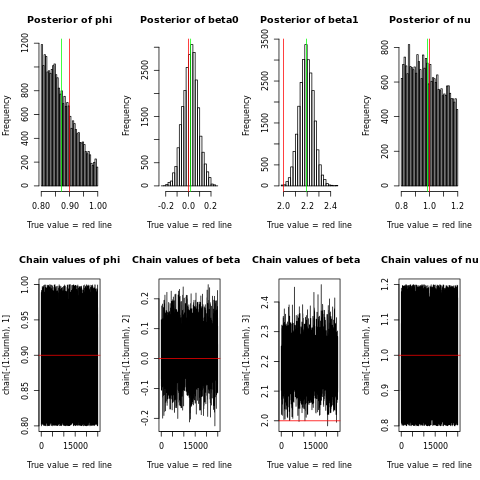 Posterior of phi
Posterior of beta0
Posterior of beta1
Posterior of nu
Frequency
0 200 400 600 800 1200
0.80 0.90 1.00
True value = red line
Frequency
0 500 1500 2500
-0.2 0.0 0.2
True value = red line
Frequency
0 500 1500 2500 3500
2.0 2.2 2.4
True value = red line
Frequency
0 200 400 600 800
0.8 1.0 1.2
True value = red line
Chain values of phi
Chain values of beta
Chain values of beta
Chain values of nu
chain[-(1:burnIn), 1]
0.80 0.85 0.90 0.95 1.00
0 15000
True value = red line
chain[-(1:burnIn), 2]
-0.2 -0.1 0.0 0.1 0.2
0 15000
True value = red line
chain[-(1:burnIn), 3]
2.0 2.1 2.2 2.3 2.4
0 15000
True value = red line
chain[-(1:burnIn), 4]
0.8 0.9 1.0 1.1 1.2
0 15000
True value = red line